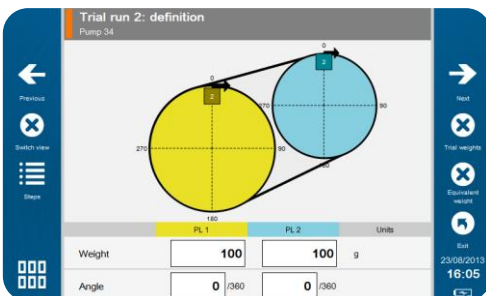 Trial run 2: definition
Pump 34
Previous
Switch view
Steps
0
2
270
90
180
0
2
270
90
180
PL 1
PL 2
Units
Weight
100
100
g
Angle
0 /360
0 /360
Next
Trial weights
Equivalent
weight
Exit
23/08/2013
16:05